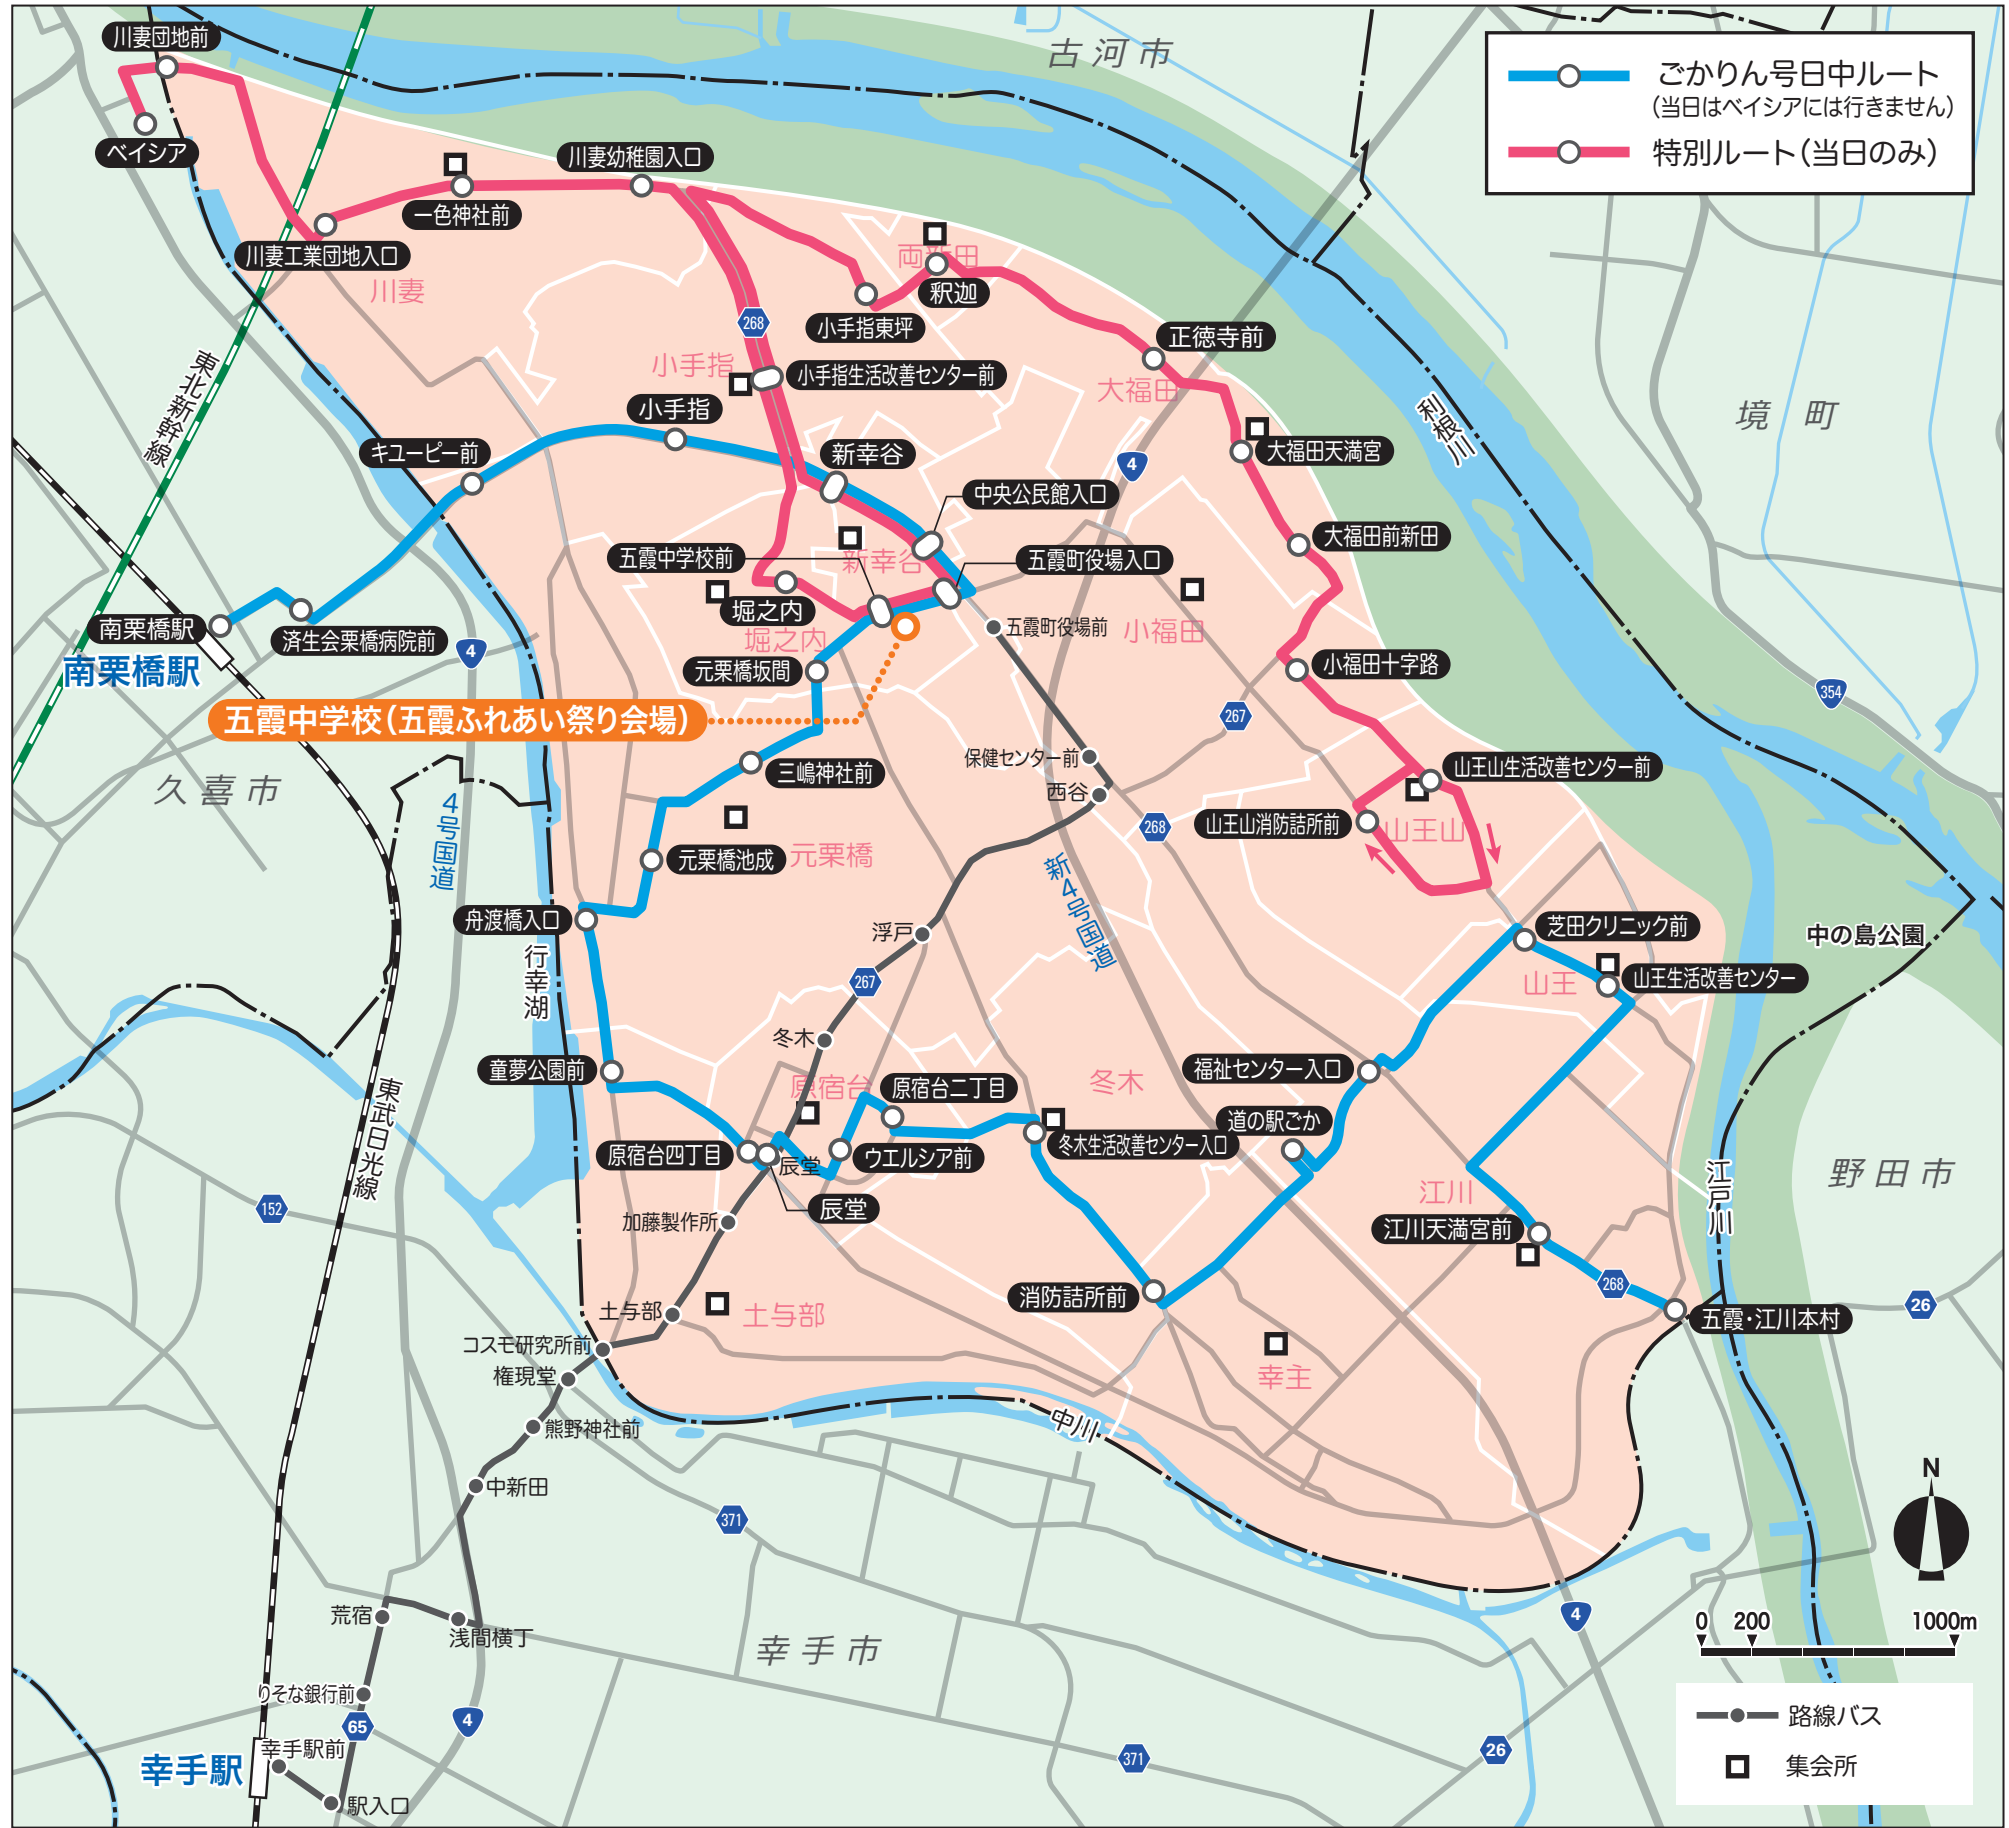 古河市
ごかりん号日中ルート
(当日はベイシアには行きません)
特別ルート(当日のみ)
川妻団地前
ベイシア
川妻幼稚園入口
一色神社前
川妻工業団地入口
川妻
両新田
釈迦
小手指東坪
268
小手指
小手指生活改善センター前
正徳寺前
大福田
東北新幹線
利根川
境町
小手指
新幸谷
キユーピー前
大福田天満宮
4
中央公民館入口
大福田前新田
五霞中学校前
新幸谷
五霞町役場入口
堀之内
堀之内
五霞町役場前
小福田
南栗橋駅
南栗橋駅
済生会栗橋病院前
4
元栗橋坂間
小福田十字路
354
五霞中学校(五霞ふれあい祭り会場)
267
三嶋神社前
保健センター前
山王山生活改善センター前
久喜市
4号国道
西谷
山王山消防詰所前
山王山
268
元栗橋池成
元栗橋
新4号国道
舟渡橋入口
浮戸
芝田クリニック前
中の島公園
行幸湖
267
山王
山王生活改善センター
冬木
童夢公園前
福祉センター入口
原宿台
原宿台二丁目
冬木
東武日光線
道の駅ごか
冬木生活改善センター入口
原宿台四丁目
辰堂
ウエルシア前
辰堂
野田市
江戸川
江川
152
加藤製作所
江川天満宮前
268
消防詰所前
土与部
土与部
五霞・江川本村
26
コスモ研究所前
権現堂
幸主
熊野神社前
中川
中新田
N
371
荒宿
浅間横丁
幸手市
4
0 200 1000m
りそな銀行前
65
4
幸手駅前
幸手駅
371
26
駅入口
路線バス
集会所